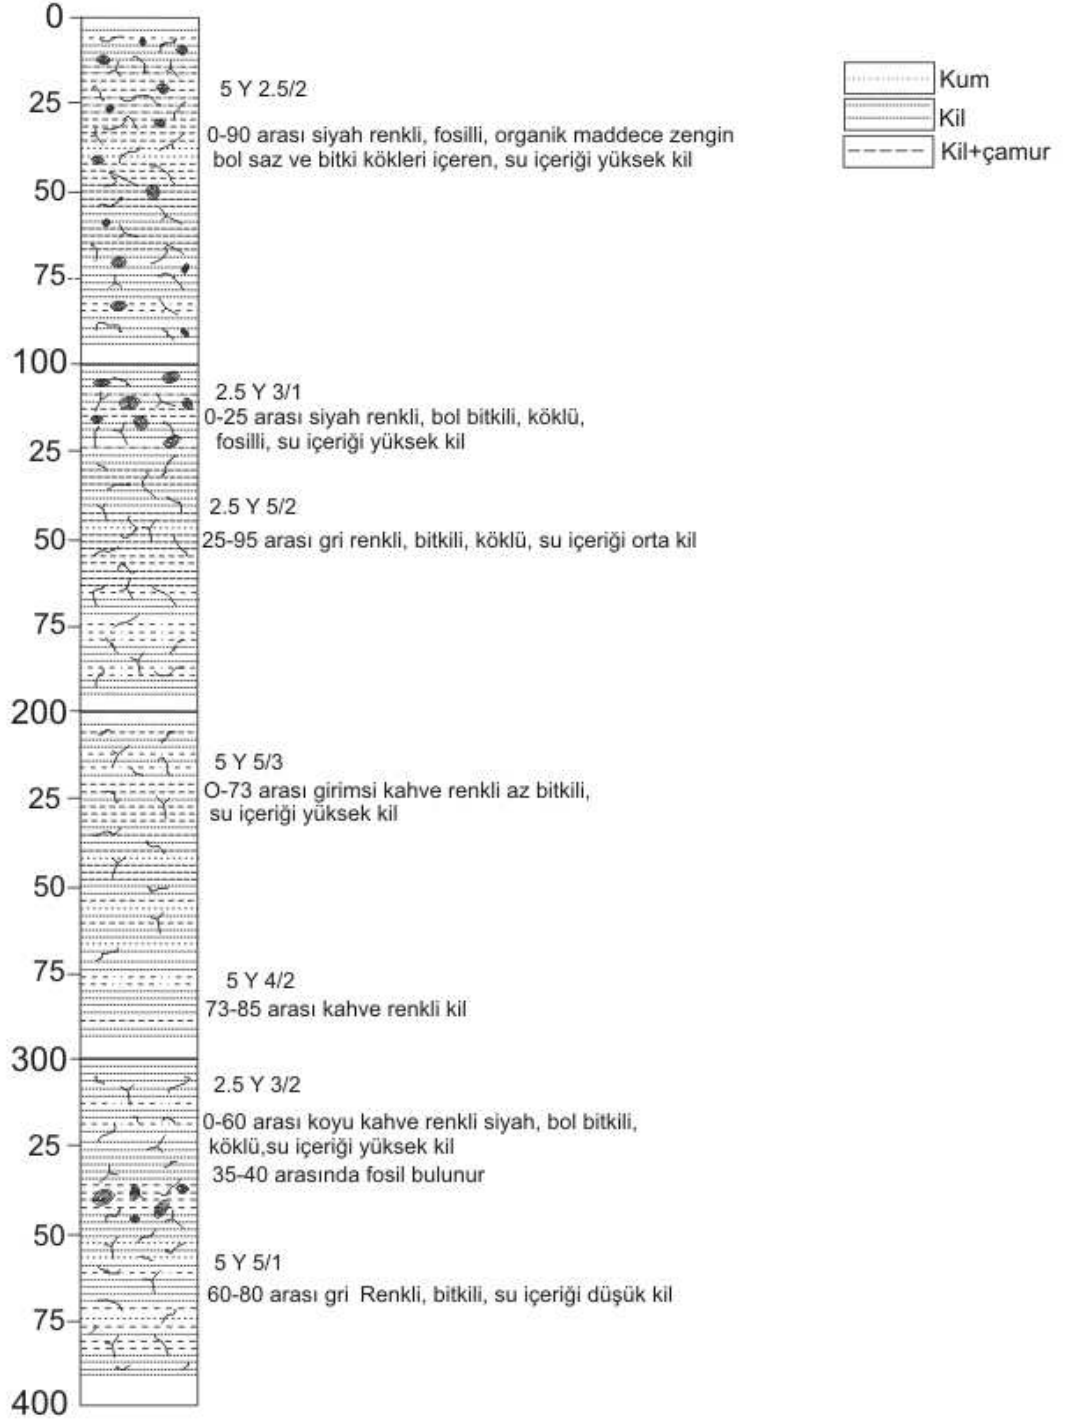 0
25
50
75
100
25
50
75
200
25
50
75
300
25
50
75
400
5 Y 2.5/2
0-90 arası siyah renkli, fosilli, organik maddece zengin
bol saz ve bitki kökleri içeren, su içeriği yüksek kil
2.5 Y 3/1
0-25 arası siyah renkli, bol bitkili, köklü,
fosilli, su içeriği yüksek kil
2.5 Y 5/2
25-95 arası gri renkli, bitkili, köklü, su içeriği orta kil
5 Y 5/3
O-73 arası girimsi kahve renkli az bitkili,
su içeriği yüksek kil
5 Y 4/2
73-85 arası kahve renkli kil
2.5 Y 3/2
0-60 arası koyu kahve renkli siyah, bol bitkili,
köklü,su içeriği yüksek kil
35-40 arasında fosil bulunur
5 Y 5/1
60-80 arası gri Renkli, bitkili, su içeriği düşük kil
Kum
Kil
Kil+çamur